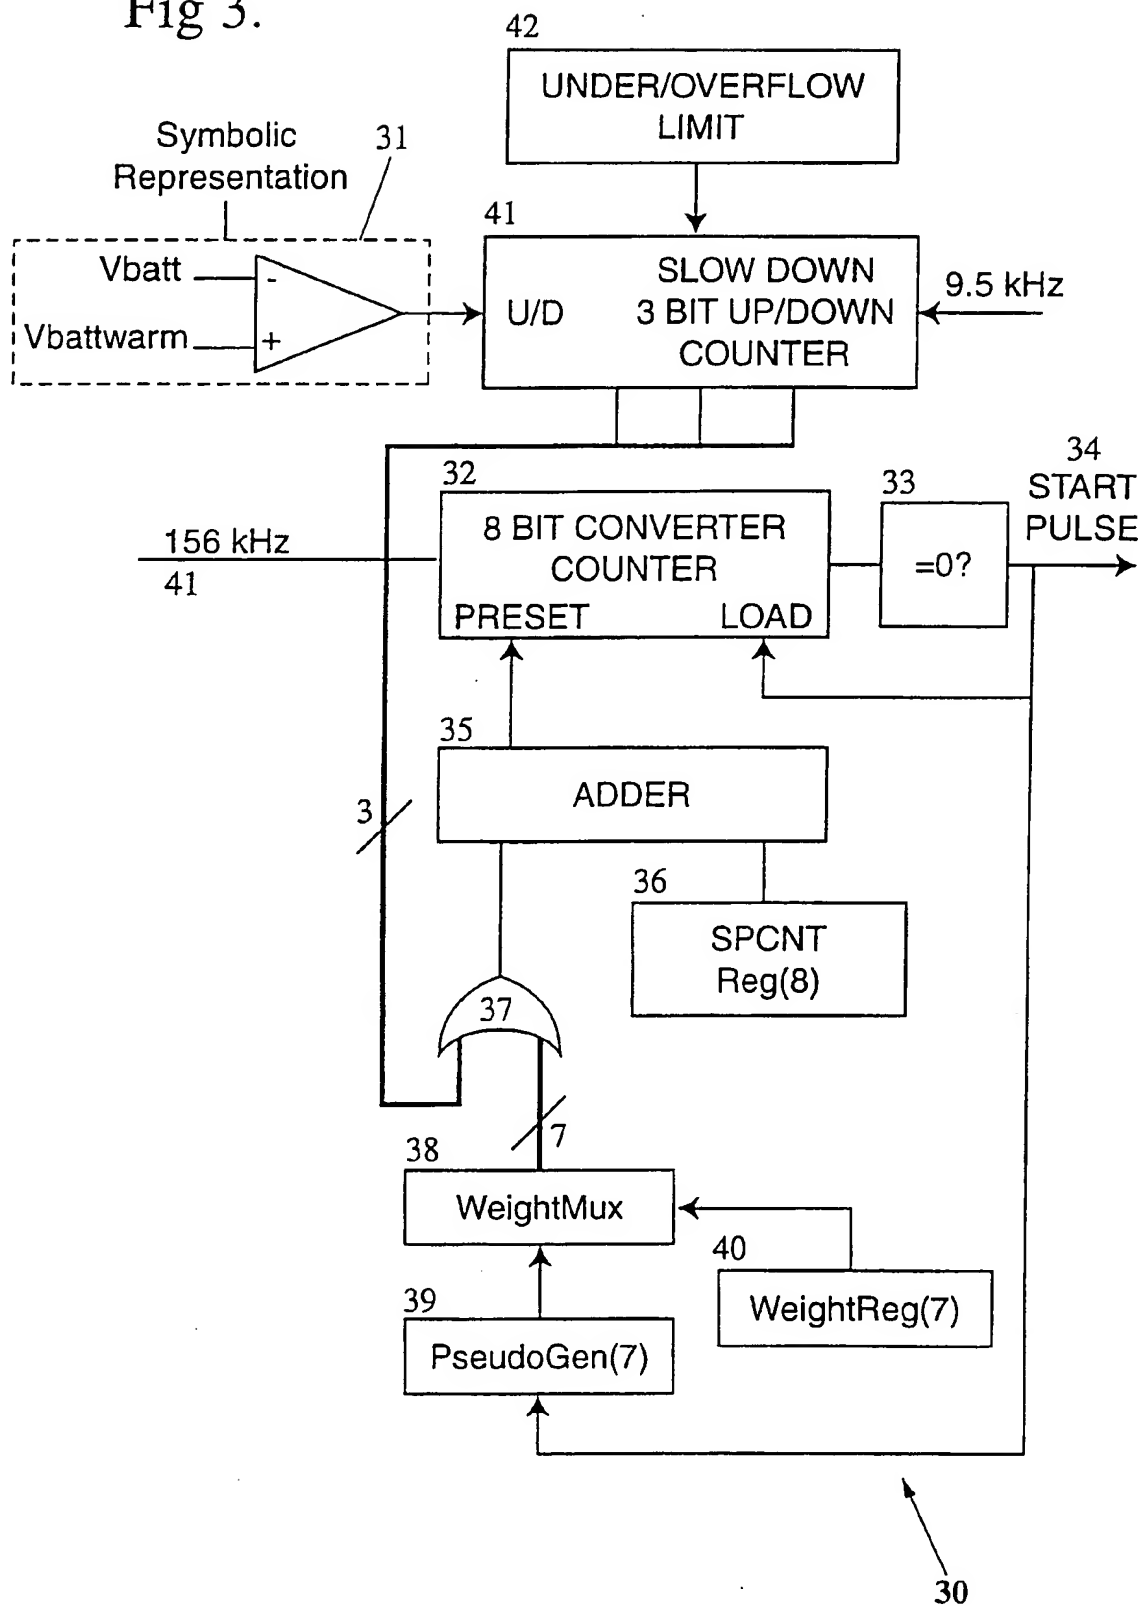 Fig 3.
42
UNDER/OVERFLOW
LIMIT
Symbolic
Representation
31
41
Vbatt
-
Vbattwarm
+
U/D
SLOW DOWN
3 BIT UP/DOWN
COUNTER
9.5 kHz
32
8 BIT CONVERTER
COUNTER
PRESET
LOAD
156 kHz
41
33
=0?
34
START
PULSE
35
ADDER
3
36
SPCNT
Reg(8)
37
7
38
WeightMux
40
WeightReg(7)
39
PseudoGen(7)
30